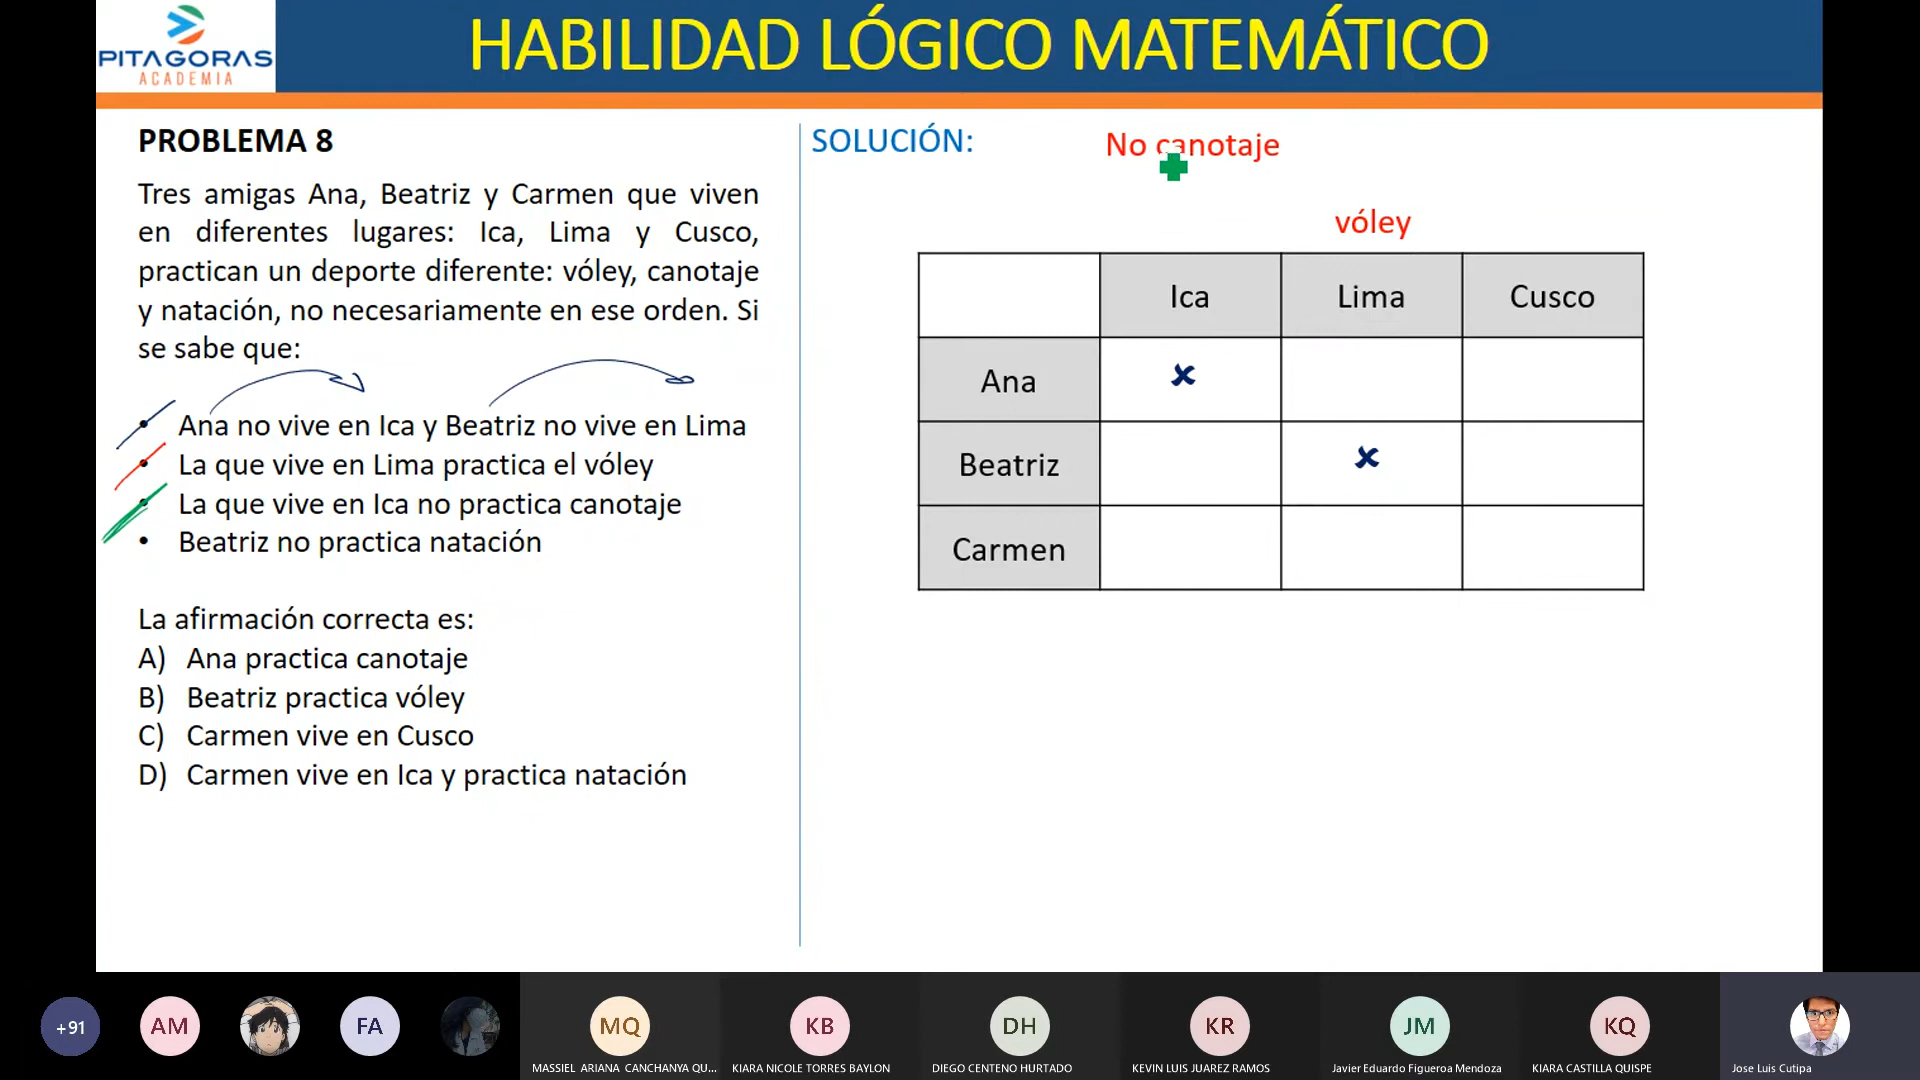 PITAGORAS
ACADEMIA
HABILIDAD LÓGICO MATEMÁTICO
PROBLEMA 8
Tres amigas Ana, Beatriz y Carmen que viven
en diferentes lugares: Ica, Lima y Cusco,
practican un deporte diferente: vóley, canotaje
y natación, no necesariamente en ese orden. Si
se sabe que:
• Ana no vive en Ica y Beatriz no vive en Lima
• La que vive en Lima practica el vóley
• La que vive en Ica no practica canotaje
• Beatriz no practica natación
La afirmación correcta es:
A) Ana practica canotaje
B) Beatriz practica vóley
C) Carmen vive en Cusco
D) Carmen vive en Ica y practica natación
SOLUCIÓN:
No canotaje
vóley
Ica Lima Cusco
Ana ×
Beatriz ×
Carmen
+91
AM
FA
MQ
KB
DH
KR
JM
KQ
MASSIEL ARIANA CANCHANYA QU...
KIARA NICOLE TORRES BAYLON
DIEGO CENTENO HURTADO
KEVIN LUIS JUAREZ RAMOS
Javier Eduardo Figueroa Mendoza
KIARA CASTILLA QUISPE
Jose Luis Cutipa